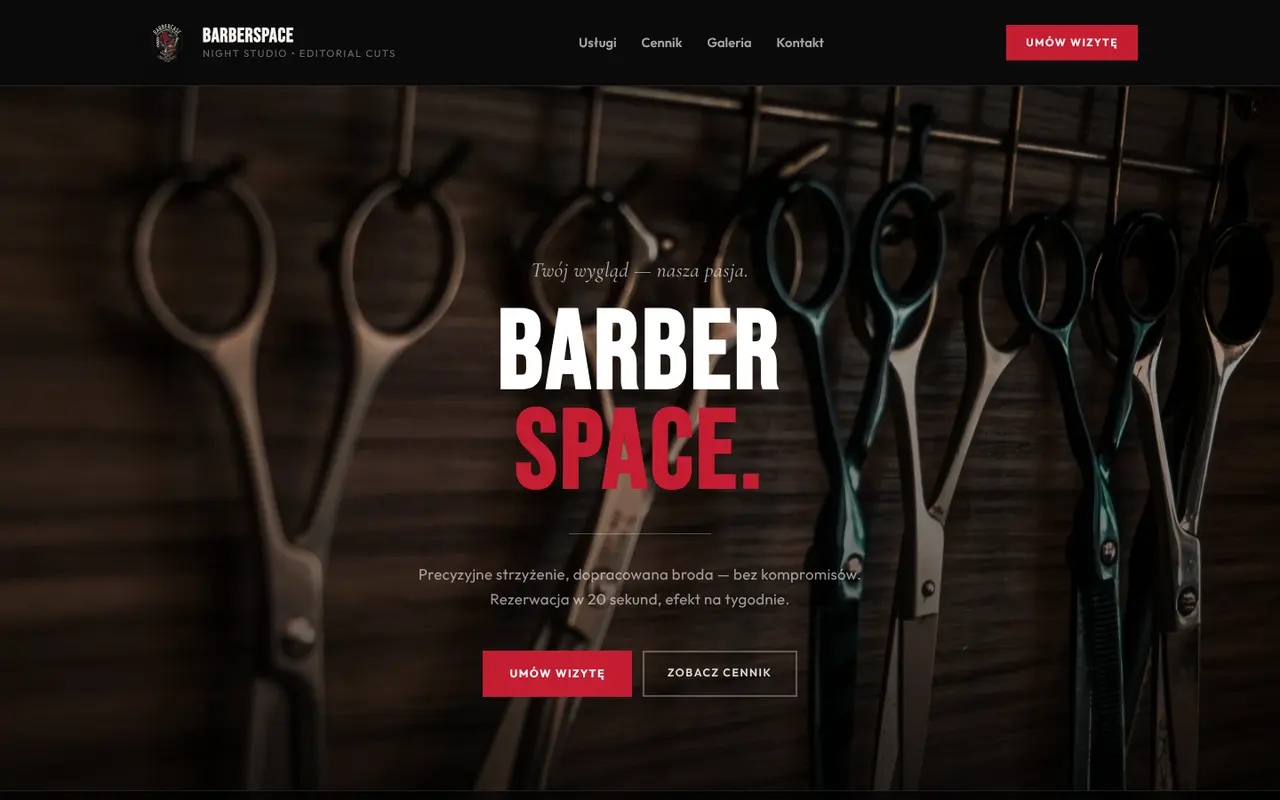 BARBERSPACE
NIGHT STUDIO • EDITORIAL CUTS
Usługi
Cennik
Galeria
Kontakt
UMÓW WIZYTĘ
Twój wygląd — nasza pasja.
BARBER
SPACE.
Precyzyjne strzyżenie, dopracowana broda — bez kompromisów.
Rezerwacja w 20 sekund, efekt na tygodnie.
UMÓW WIZYTĘ
ZOBACZ CENNIK